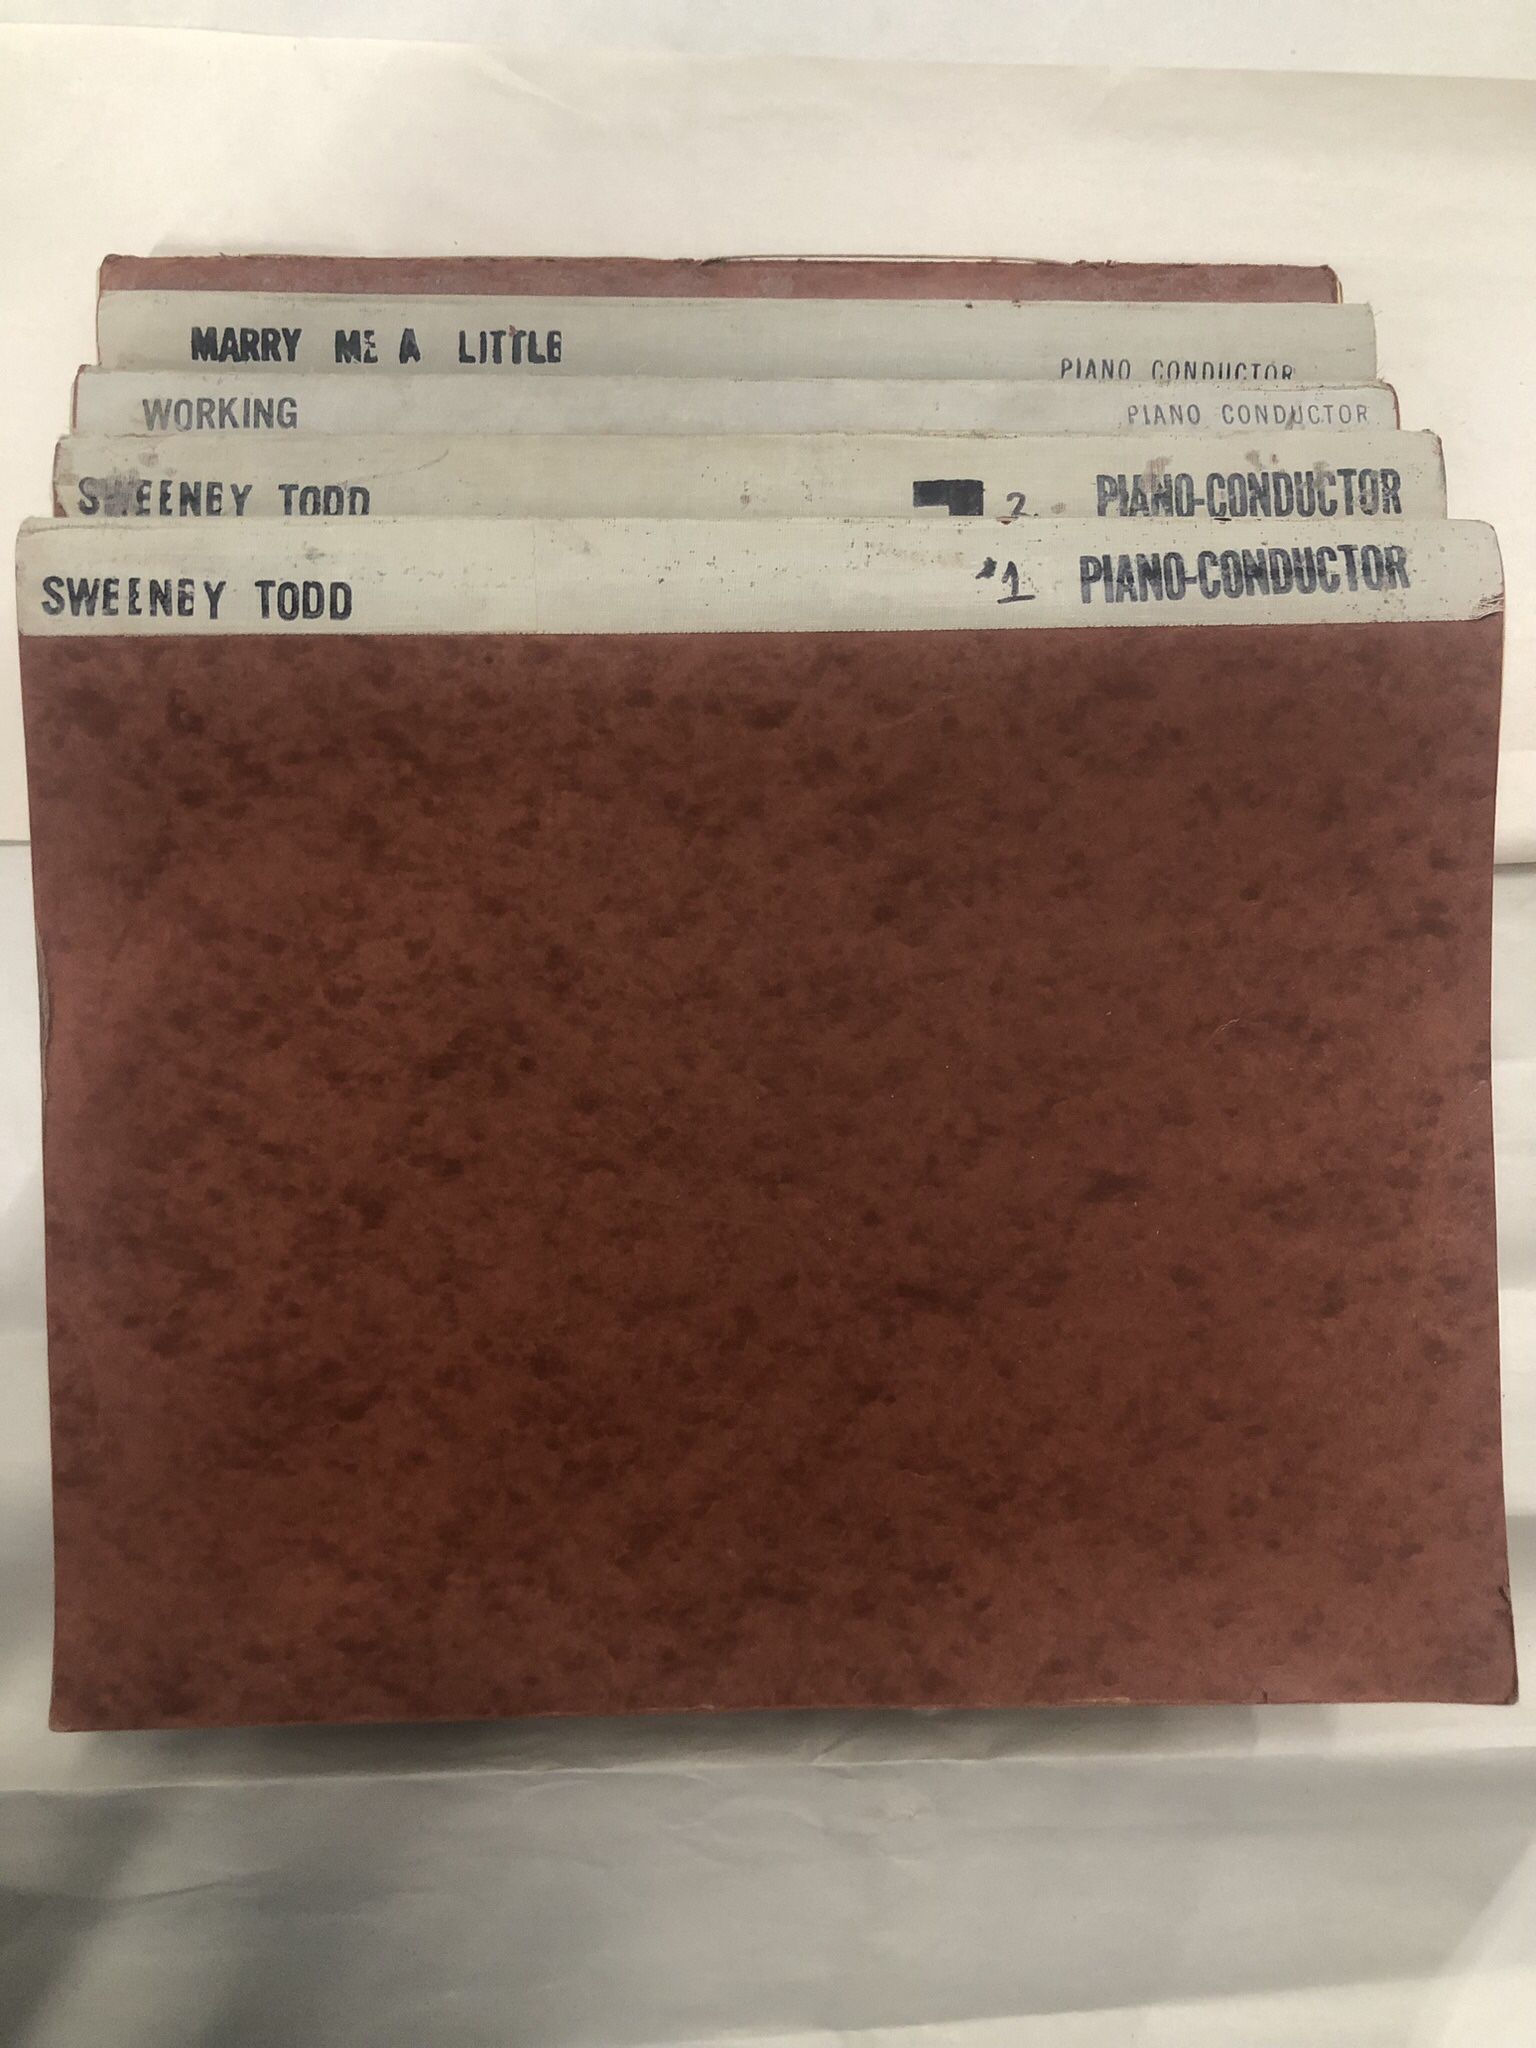 MARRY ME A LITTLE PIANO CONDUCTOR
WORKING PIANO CONDUCTOR
SWEENEY TODD 2. PIANO-CONDUCTOR
SWEENEY TODD #1 PIANO-CONDUCTOR